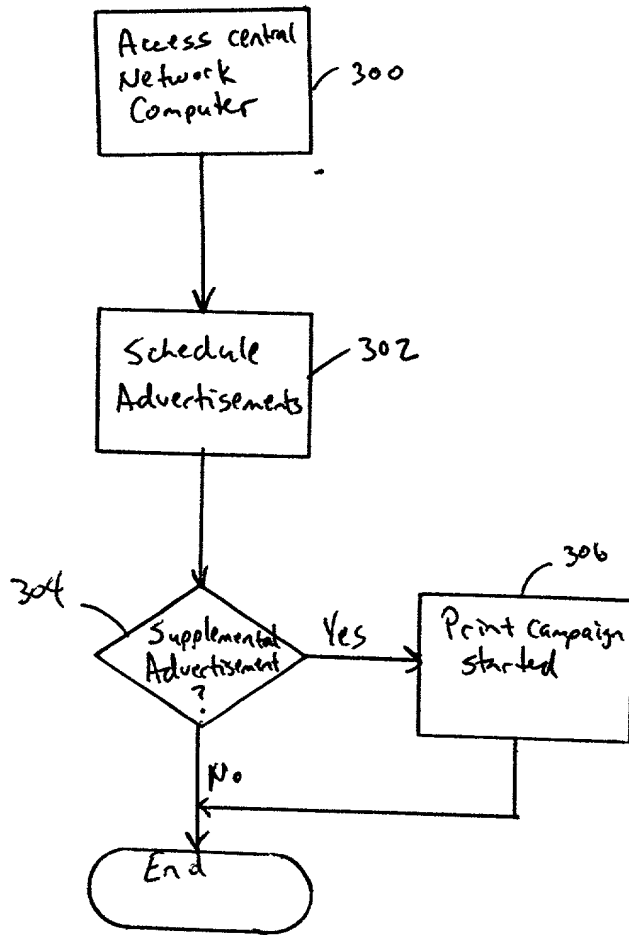 Access central
Network
Computer
300
Schedule
Advertisements
302
304
Supplemental
Advertisement
?
Yes
306
Print Campaign
started
No
End